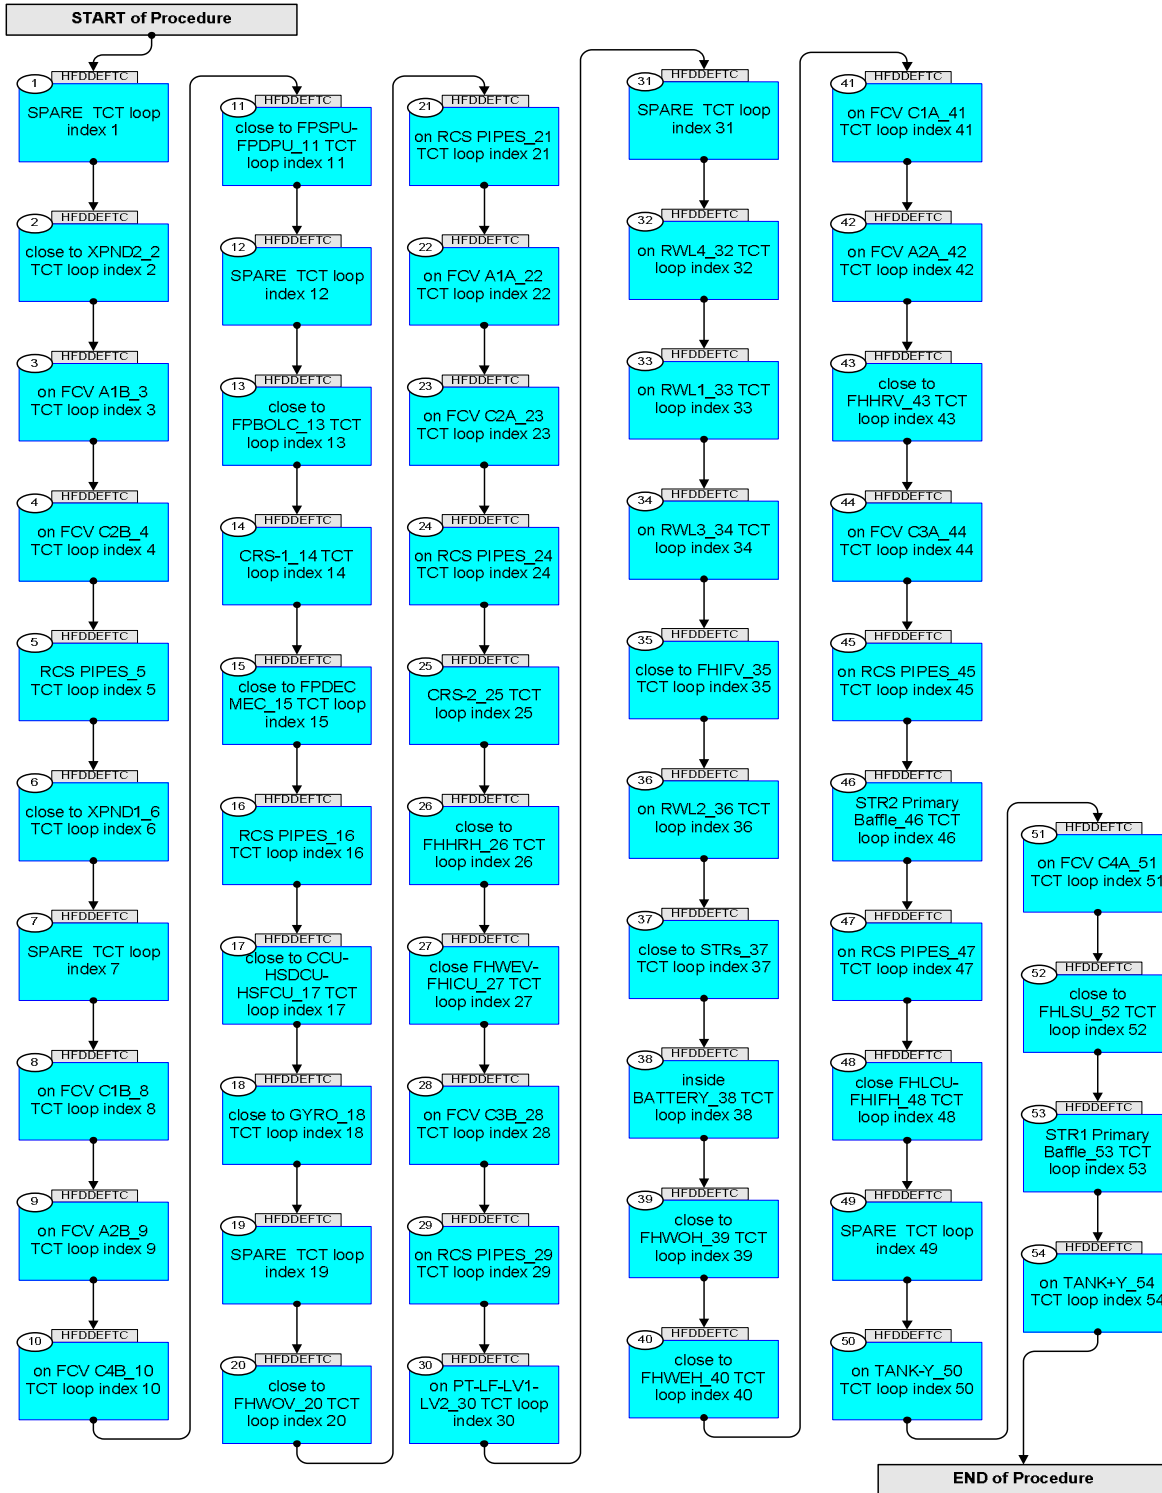 START of Procedure
HFDDEFTC
1
SPARE TCT loop
index 1
HFDDEFTC
2
close to XPND2_2
TCT loop index 2
HFDDEFTC
3
on FCV A1B_3
TCT loop index 3
HFDDEFTC
4
on FCV C2B_4
TCT loop index 4
HFDDEFTC
5
RCS PIPES_5
TCT loop index 5
HFDDEFTC
6
close to XPND1_6
TCT loop index 6
HFDDEFTC
7
SPARE TCT loop
index 7
HFDDEFTC
8
on FCV C1B_8
TCT loop index 8
HFDDEFTC
9
on FCV A2B_9
TCT loop index 9
HFDDEFTC
10
on FCV C4B_10
TCT loop index 10
HFDDEFTC
11
close to FPSPU-
FPDPU_11 TCT
loop index 11
HFDDEFTC
12
SPARE TCT loop
index 12
HFDDEFTC
13
close to
FPBOLC_13 TCT
loop index 13
HFDDEFTC
14
CRS-1_14 TCT
loop index 14
HFDDEFTC
15
close to FPDEC
MEC_15 TCT loop
index 15
HFDDEFTC
16
RCS PIPES_16
TCT loop index 16
HFDDEFTC
17
close to CCU-
HSDCU-
HSFCU_17 TCT
loop index 17
HFDDEFTC
18
close to GYRO_18
TCT loop index 18
HFDDEFTC
19
SPARE TCT loop
index 19
HFDDEFTC
20
close to
FHWOV_20 TCT
loop index 20
HFDDEFTC
21
on RCS PIPES_21
TCT loop index 21
HFDDEFTC
22
on FCV A1A_22
TCT loop index 22
HFDDEFTC
23
on FCV C2A_23
TCT loop index 23
HFDDEFTC
24
on RCS PIPES_24
TCT loop index 24
HFDDEFTC
25
CRS-2_25 TCT
loop index 25
HFDDEFTC
26
close to
FHHRH_26 TCT
loop index 26
HFDDEFTC
27
close FHWEV-
FHICU_27 TCT
loop index 27
HFDDEFTC
28
on FCV C3B_28
TCT loop index 28
HFDDEFTC
29
on RCS PIPES_29
TCT loop index 29
HFDDEFTC
30
on PT-LF-LV1-
LV2_30 TCT loop
index 30
HFDDEFTC
31
SPARE TCT loop
index 31
HFDDEFTC
32
on RWL4_32 TCT
loop index 32
HFDDEFTC
33
on RWL1_33 TCT
loop index 33
HFDDEFTC
34
on RWL3_34 TCT
loop index 34
HFDDEFTC
35
close to FHIFV_35
TCT loop index 35
HFDDEFTC
36
on RWL2_36 TCT
loop index 36
HFDDEFTC
37
close to STRs_37
TCT loop index 37
HFDDEFTC
38
inside
BATTERY_38 TCT
loop index 38
HFDDEFTC
39
close to
FHWOH_39 TCT
loop index 39
HFDDEFTC
40
close to
FHWEH_40 TCT
loop index 40
HFDDEFTC
41
on FCV C1A_41
TCT loop index 41
HFDDEFTC
42
on FCV A2A_42
TCT loop index 42
HFDDEFTC
43
close to
FHHRV_43 TCT
loop index 43
HFDDEFTC
44
on FCV C3A_44
TCT loop index 44
HFDDEFTC
45
on RCS PIPES_45
TCT loop index 45
HFDDEFTC
46
STR2 Primary
Baffle_46 TCT
loop index 46
HFDDEFTC
47
on RCS PIPES_47
TCT loop index 47
HFDDEFTC
48
close FHLCU-
FHIFH_48 TCT
loop index 48
HFDDEFTC
49
SPARE TCT loop
index 49
HFDDEFTC
50
on TANK-Y_50
TCT loop index 50
HFDDEFTC
51
on FCV C4A_51
TCT loop index 51
HFDDEFTC
52
close to
FHLSU_52 TCT
loop index 52
HFDDEFTC
53
STR1 Primary
Baffle_53 TCT
loop index 53
HFDDEFTC
54
on TANK+Y_54
TCT loop index 54
END of Procedure